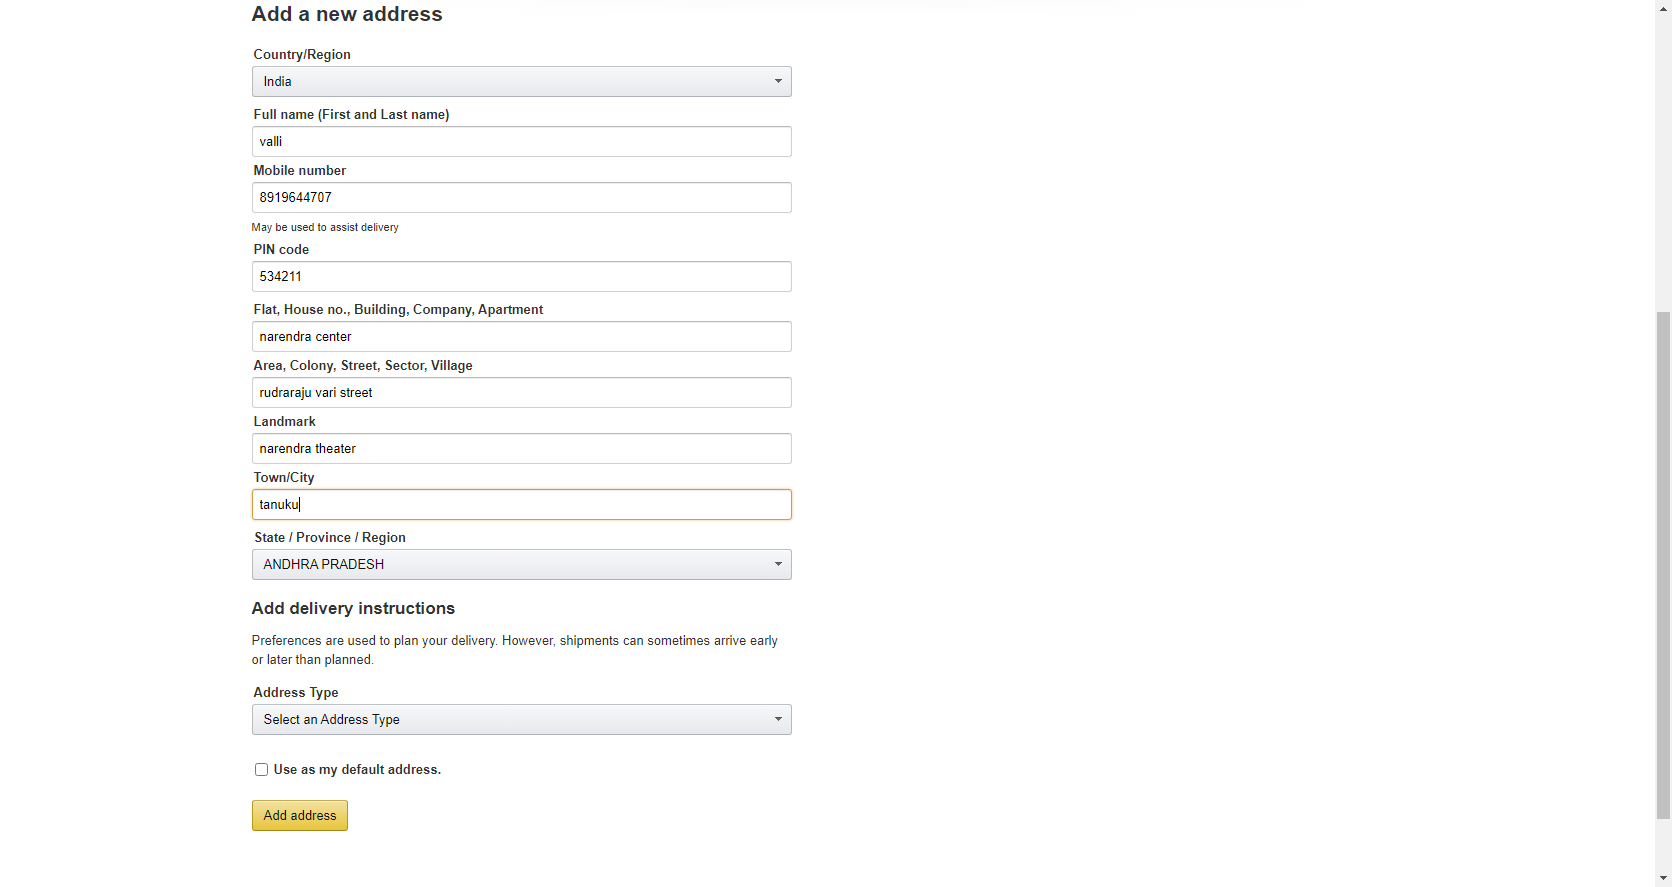 Add a new address
Country/Region
India
Full name (First and Last name)
valli
Mobile number
8919644707
May be used to assist delivery
PIN code
534211
Flat, House no., Building, Company, Apartment
narendra center
Area, Colony, Street, Sector, Village
rudraraju vari street
Landmark
narendra theater
Town/City
tanuku
State / Province / Region
ANDHRA PRADESH
Add delivery instructions
Preferences are used to plan your delivery. However, shipments can sometimes arrive early
or later than planned.
Address Type
Select an Address Type
Use as my default address.
Add address